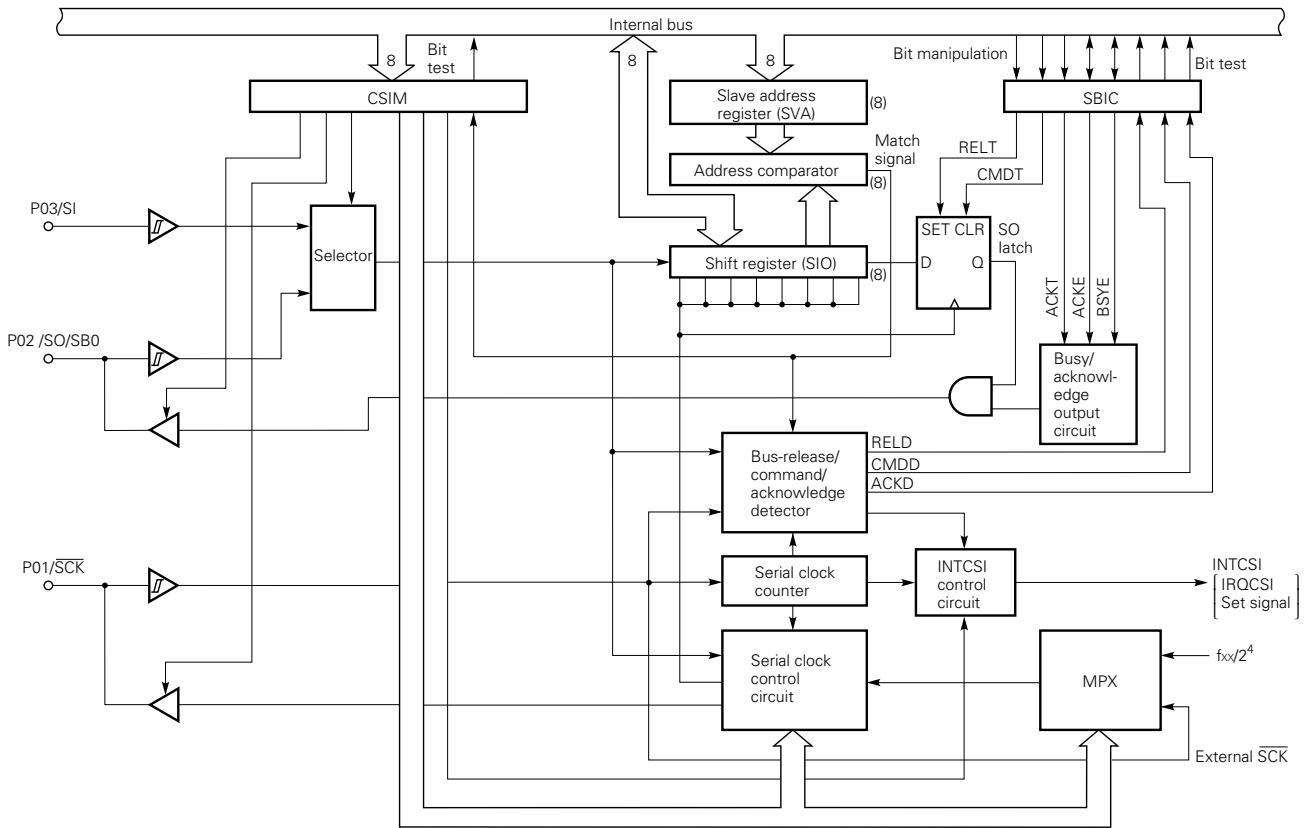 Internal bus
8
Bit
test
8
8
Bit manipulation
Bit test
CSIM
Slave address
register (SVA)
(8)
SBIC
Match
signal
Address comparator
(8)
RELT
CMDT
P03/SI
Selector
SET CLR
SO
latch
D
Q
Shift register (SIO)
(8)
ACKT
ACKE
BSYE
P02 /SO/SB0
Busy/
acknowl-
edge
output
circuit
Bus-release/
command/
acknowledge
detector
RELD
CMDD
ACKD
P01/SCK
Serial clock
counter
INTCSI
control
circuit
INTCSI
IRQCSI
Set signal
Serial clock
control
circuit
MPX
fxx/2⁴
External SCK